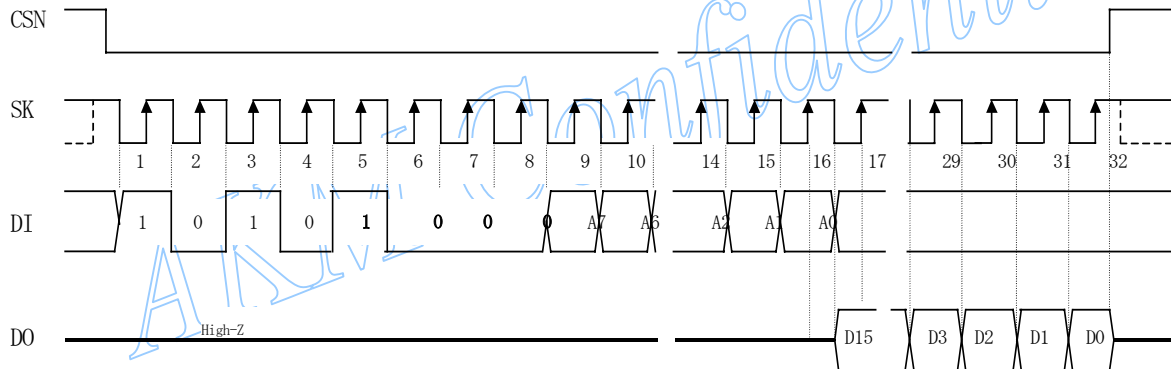 CSN
SK
1 2 3 4 5 6 7 8 9 10 14 15 16 17 29 30 31 32
DI 1 0 1 0 1 0 0 0 A7 A6 A2 A1 A0
DO High-Z D15 D3 D2 D1 D0
AKM Confidential